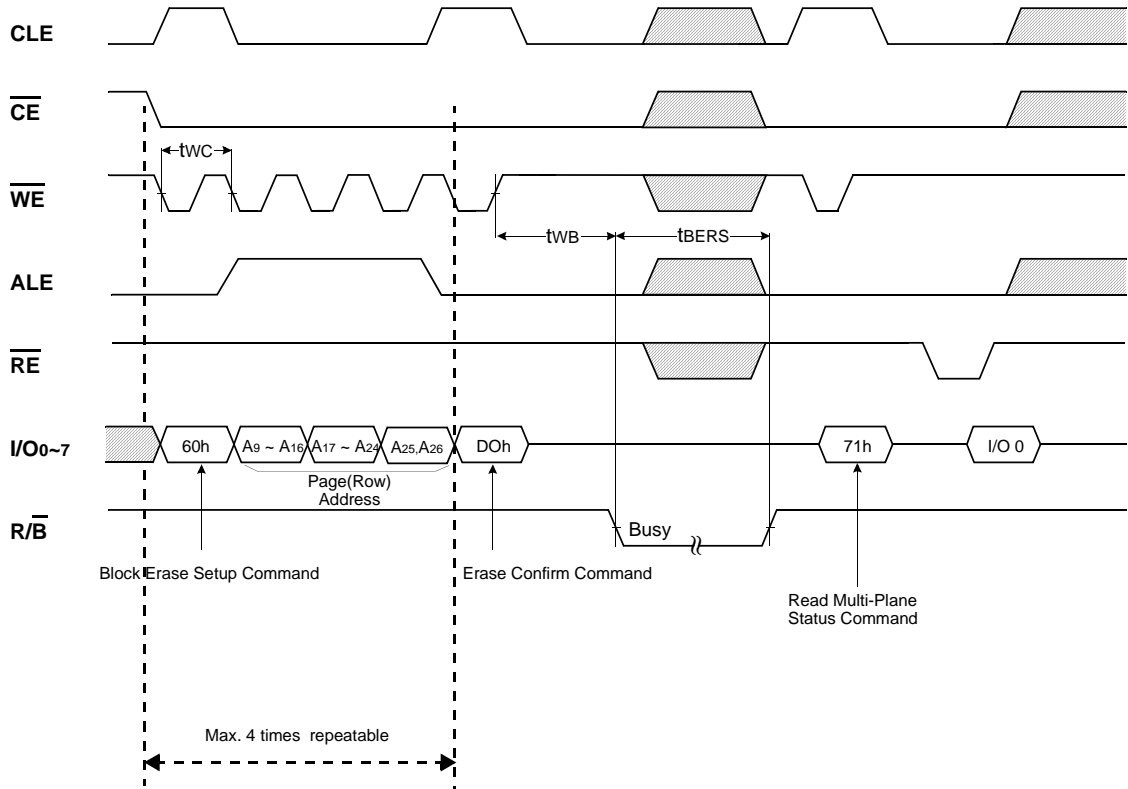 CLE
CE
tWC
WE
tWB
tBERS
ALE
RE
I/O0~7
60h
A9 ~ A16
A17 ~ A24
A25,A26
DOh
71h
I/O 0
Page(Row)
Address
R/B
Busy
Block Erase Setup Command
Erase Confirm Command
Read Multi-Plane
Status Command
Max. 4 times repeatable